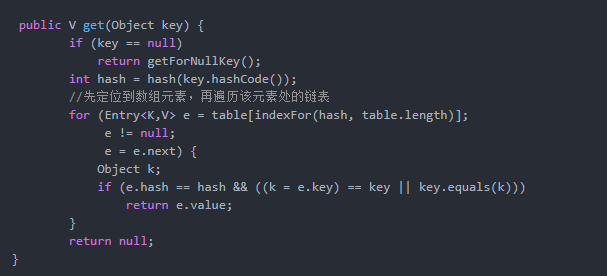 public V get(Object key) {
        if (key == null)
            return getForNullKey();
        int hash = hash(key.hashCode());
        //先定位到数组元素，再遍历该元素处的链表
        for (Entry<K,V> e = table[indexFor(hash, table.length)];
             e != null;
             e = e.next) {
            Object k;
            if (e.hash == hash && ((k = e.key) == key || key.equals(k)))
                return e.value;
        }
        return null;
}